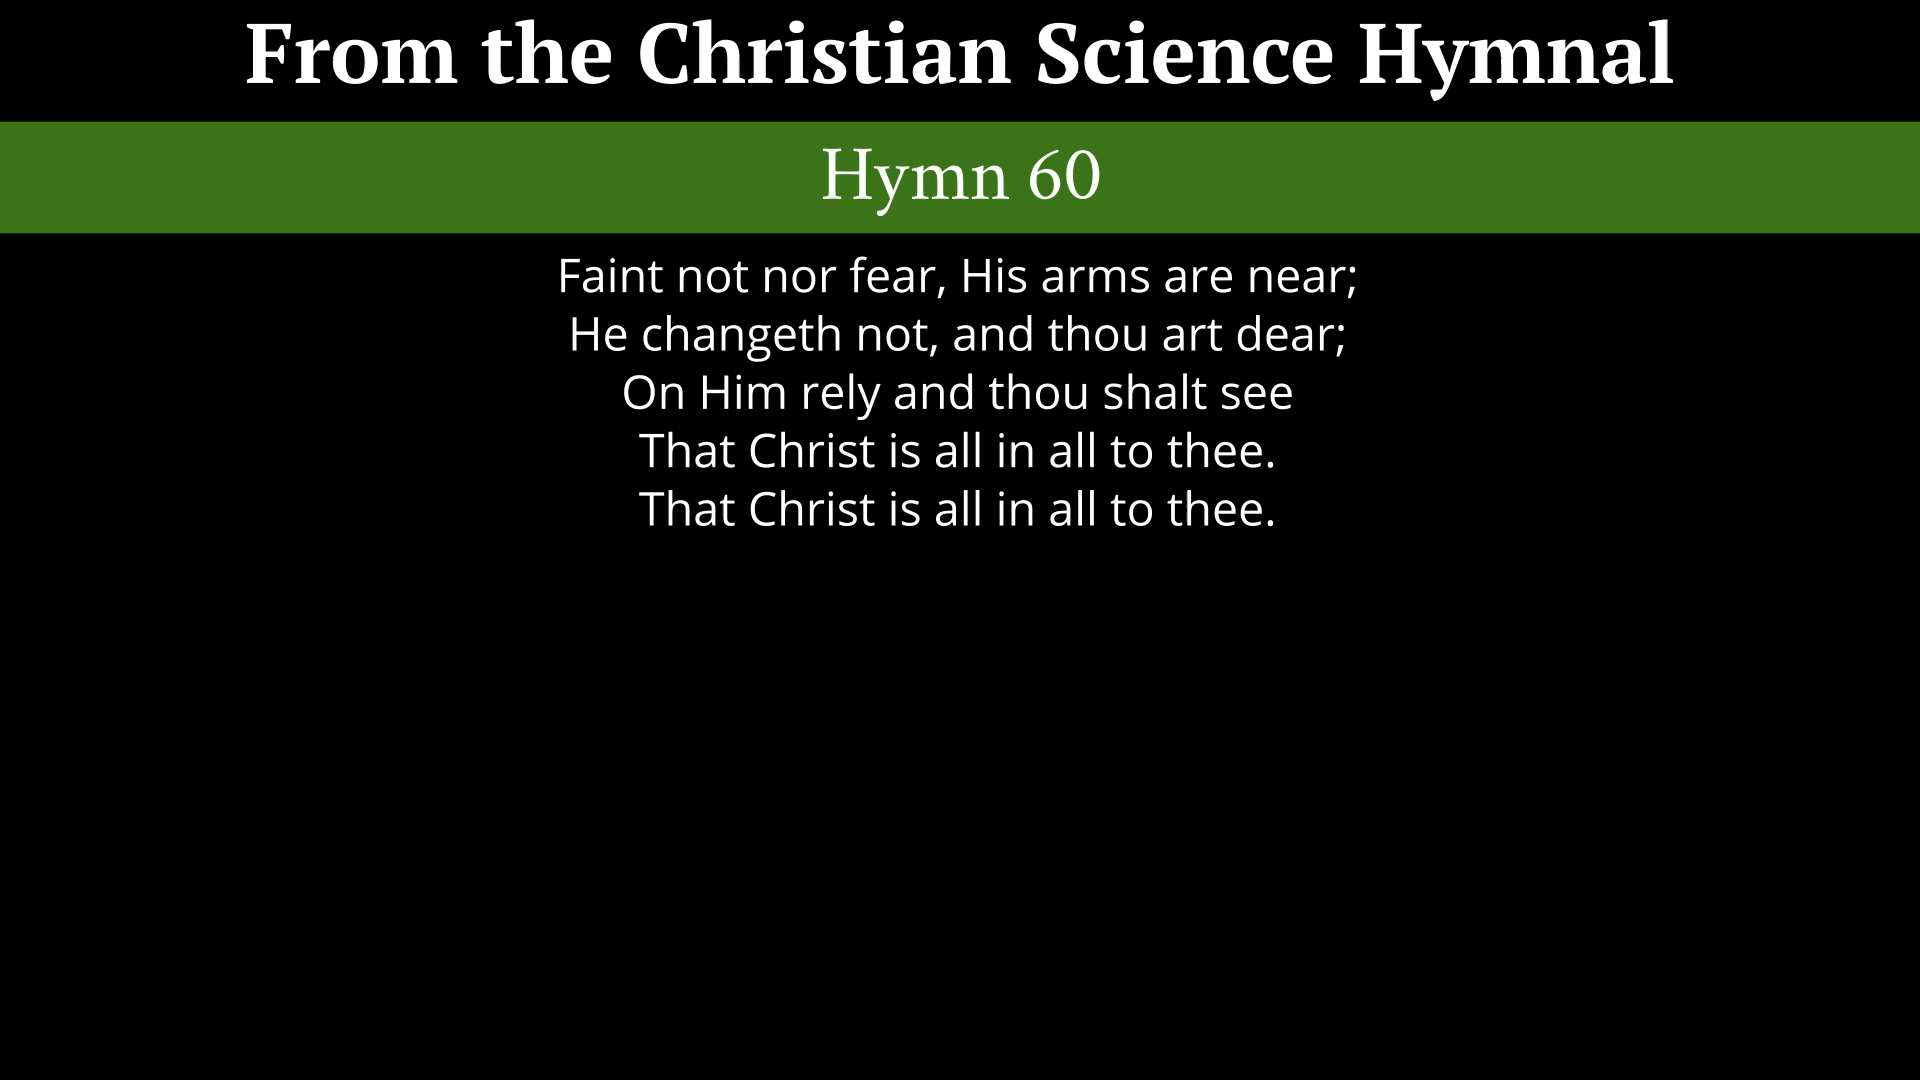 From the Christian Science Hymnal
Hymn 60
Faint not nor fear, His arms are near;
He changeth not, and thou art dear;
On Him rely and thou shalt see
That Christ is all in all to thee.
That Christ is all in all to thee.